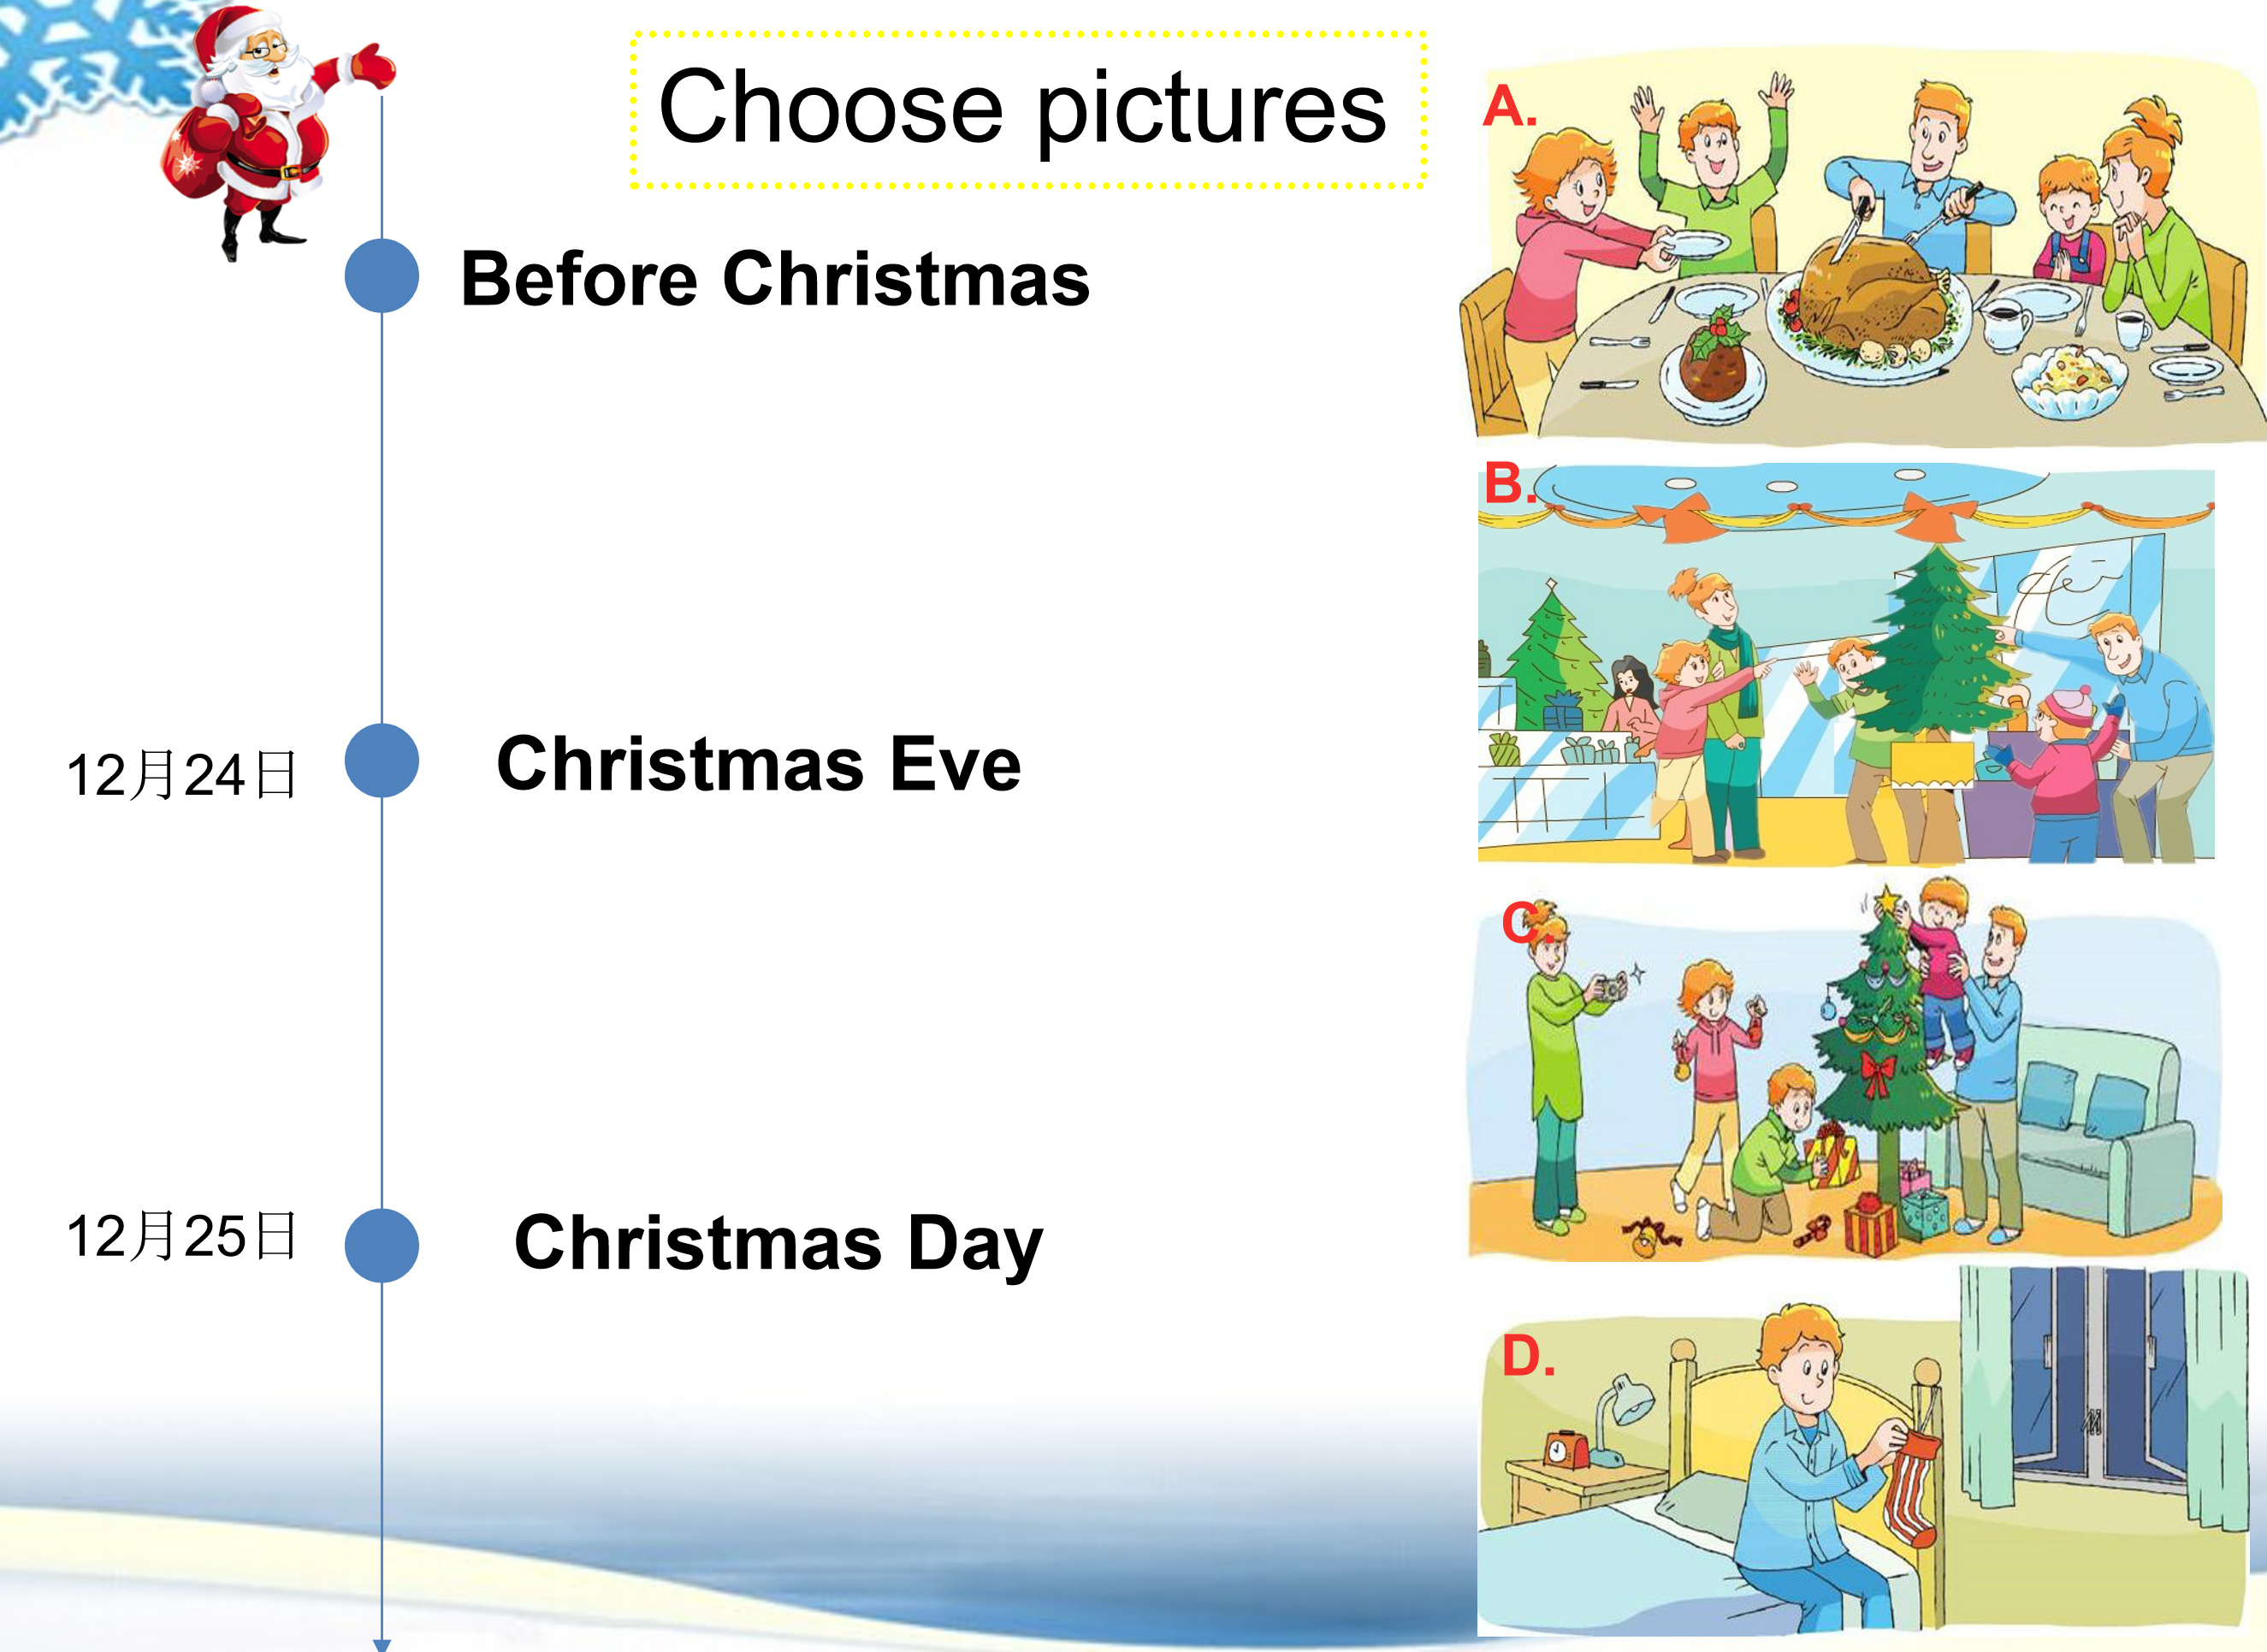 Choose pictures
Before Christmas
12月24日
Christmas Eve
12月25日
Christmas Day
A.
B.
C.
D.